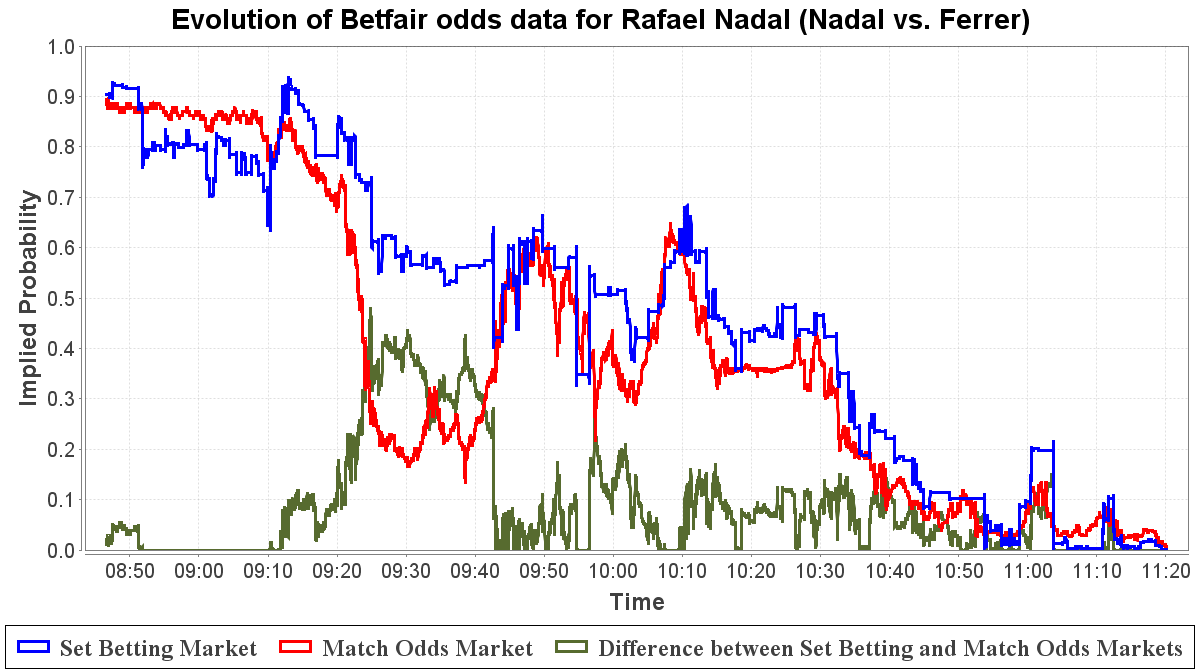 Evolution of Betfair odds data for Rafael Nadal (Nadal vs. Ferrer)
Implied Probability
1.0
0.9
0.8
0.7
0.6
0.5
0.4
0.3
0.2
0.1
0.0
08:50 09:00 09:10 09:20 09:30 09:40 09:50 10:00 10:10 10:20 10:30 10:40 10:50 11:00 11:10 11:20
Time
Set Betting Market Match Odds Market Difference between Set Betting and Match Odds Markets